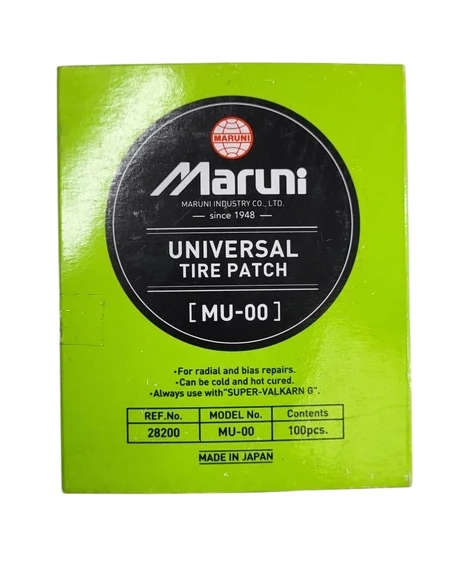 MARUNI
Maruni
MARUNI INDUSTRY CO., LTD.
since 1948
UNIVERSAL
TIRE PATCH
[MU-00]
•For radial and bias repairs.
•Can be cold and hot cured.
•Always use with"SUPER-VALKARN G".
REF.No. MODEL No. Contents
28200 MU-00 100pcs.
MADE IN JAPAN